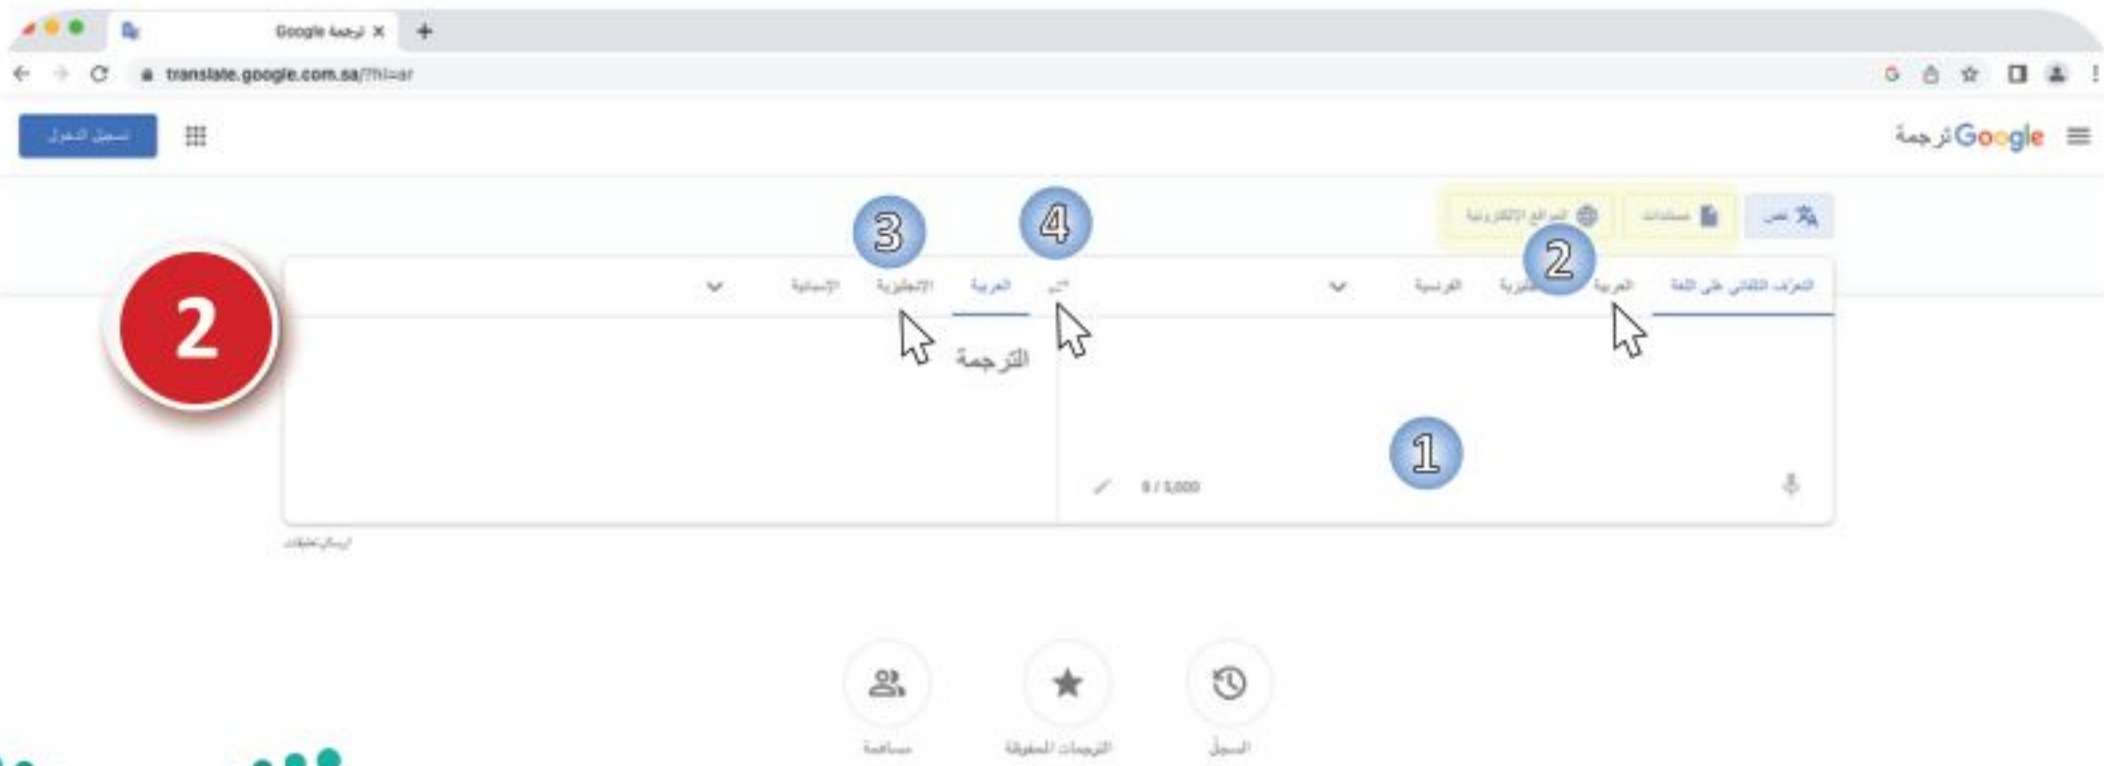 ترجمة Google × +
translate.google.com.sa/?hl=ar
Google ترجمة
تسجيل الدخول
نص
مستندات
المواقع الإلكترونية
3
4
2
التعرّف التلقائي على اللغة
العربية
الفرنسية
العربية
الإنجليزية
الإسبانية
2
الترجمة
1
0 / 5,000
إرسال تعليقات
السجلّ
الترجمات المحفوظة
مساهمة